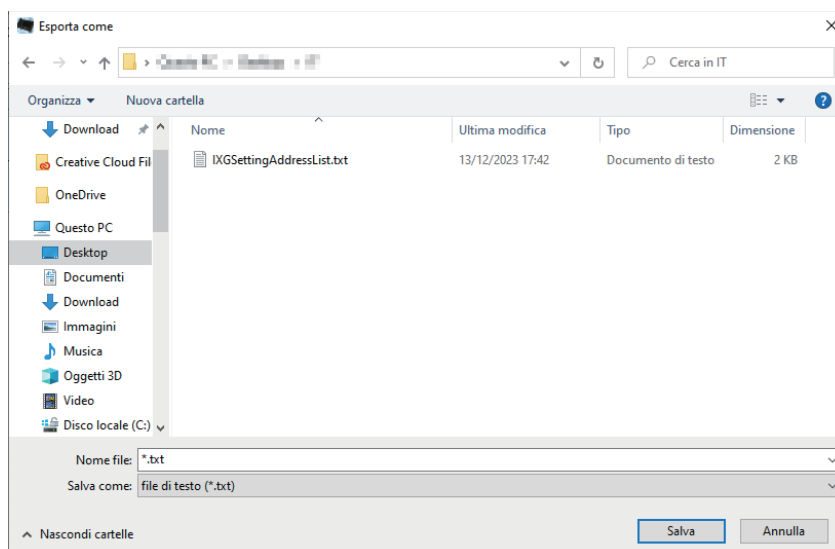 Esporta come
Cerca in IT
Organizza
Nuova cartella
Download
Creative Cloud Fil
OneDrive
Questo PC
Desktop
Documenti
Download
Immagini
Musica
Oggetti 3D
Video
Disco locale (C:)
Nome Ultima modifica Tipo Dimensione
IXGSettingAddressList.txt 13/12/2023 17:42 Documento di testo 2 KB
Nome file: *.txt
Salva come: file di testo (*.txt)
Nascondi cartelle
Salva
Annulla